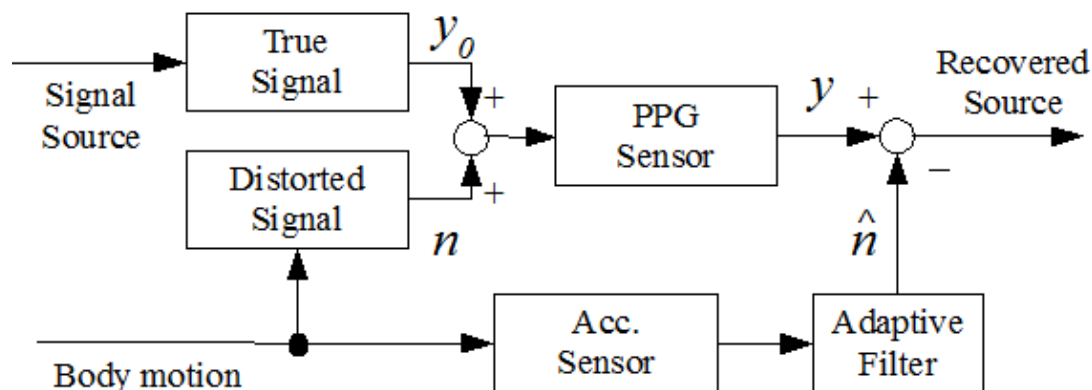 True
Signal
y0
Signal
Source
+
PPG
Sensor
y
+
Recovered
Source
Distorted
Signal
+
n
−
n̂
Acc.
Sensor
Adaptive
Filter
Body motion